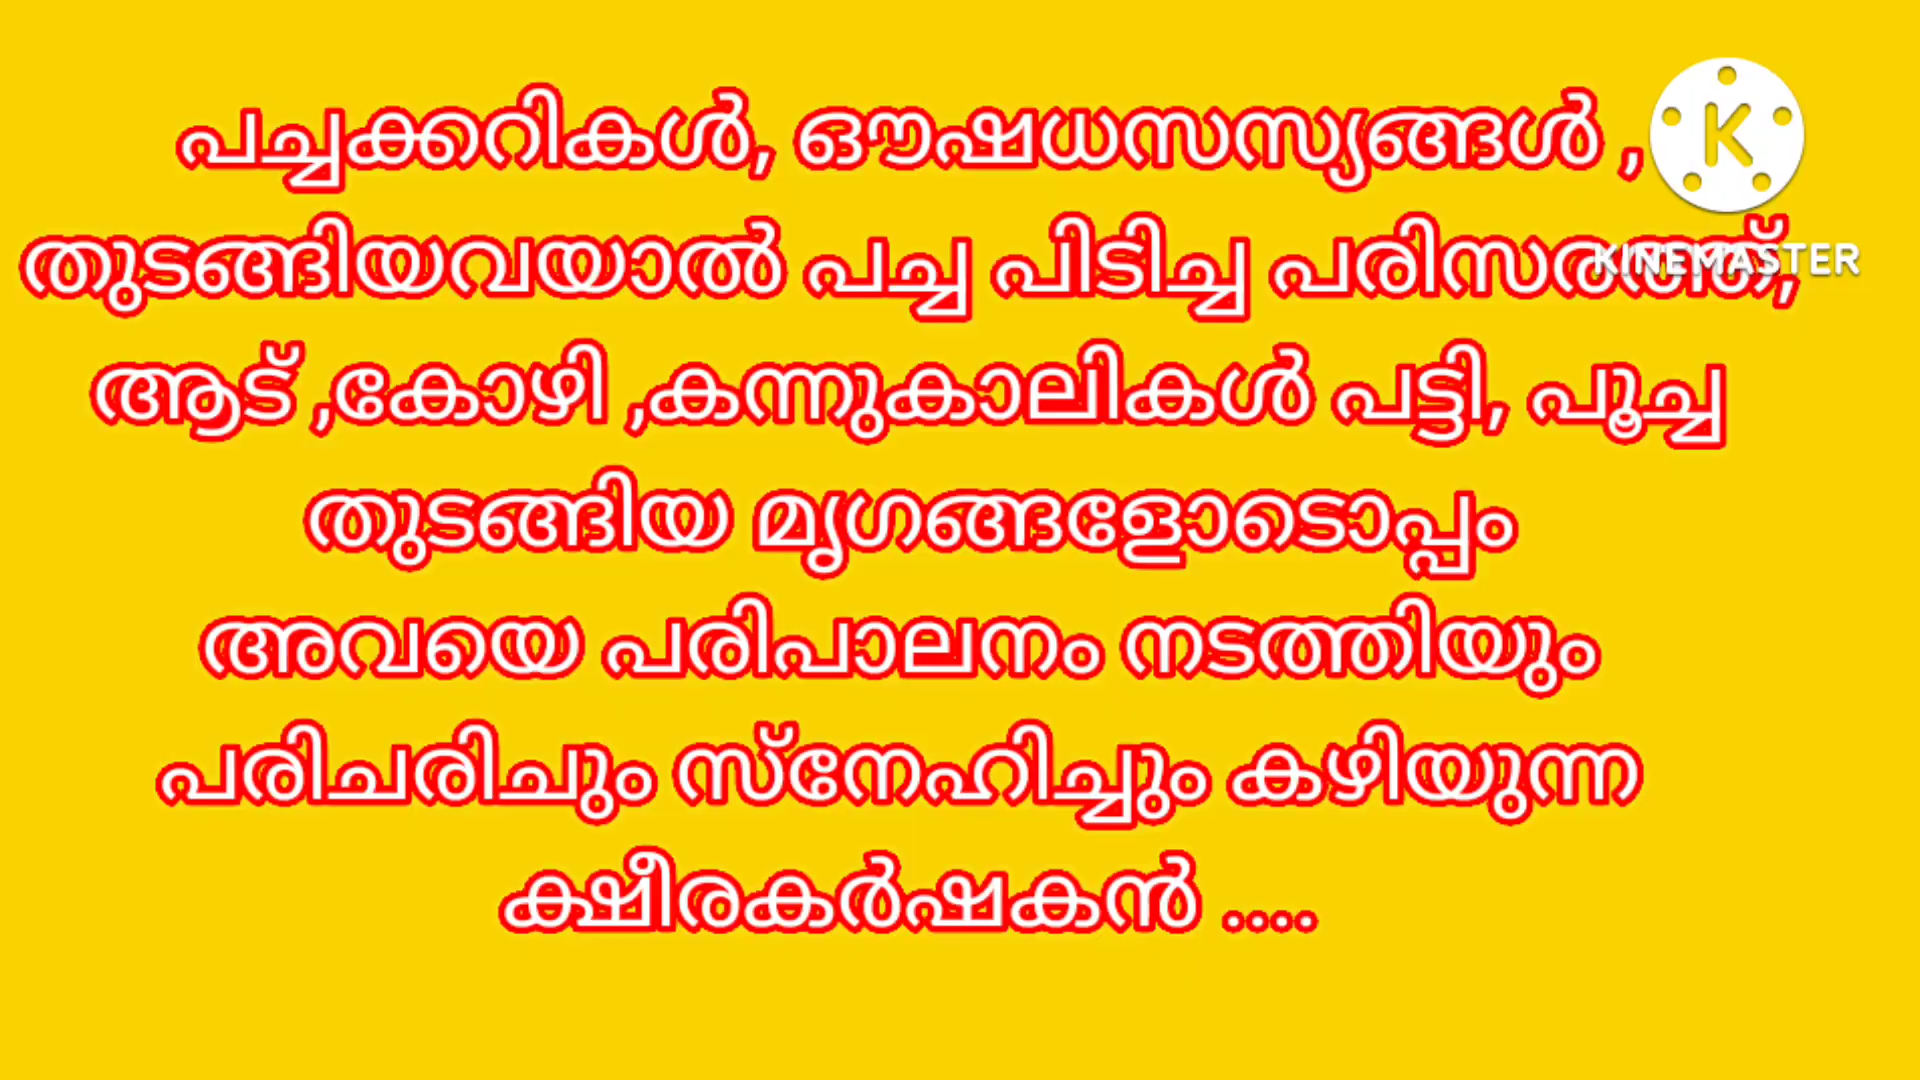 പച്ചക്കറികൾ, ഔഷധസസ്യങ്ങൾ ,
തുടങ്ങിയവയാൽ പച്ച പിടിച്ച പരിസരത്ത്,
ആട് ,കോഴി ,കന്നുകാലികൾ പട്ടി, പൂച്ച
തുടങ്ങിയ മൃഗങ്ങളോടൊപ്പം
അവയെ പരിപാലനം നടത്തിയും
പരിചരിചും സ്നേഹിച്ചും കഴിയുന്ന
ക്ഷീരകർഷകൻ ....
K
KINEMASTER